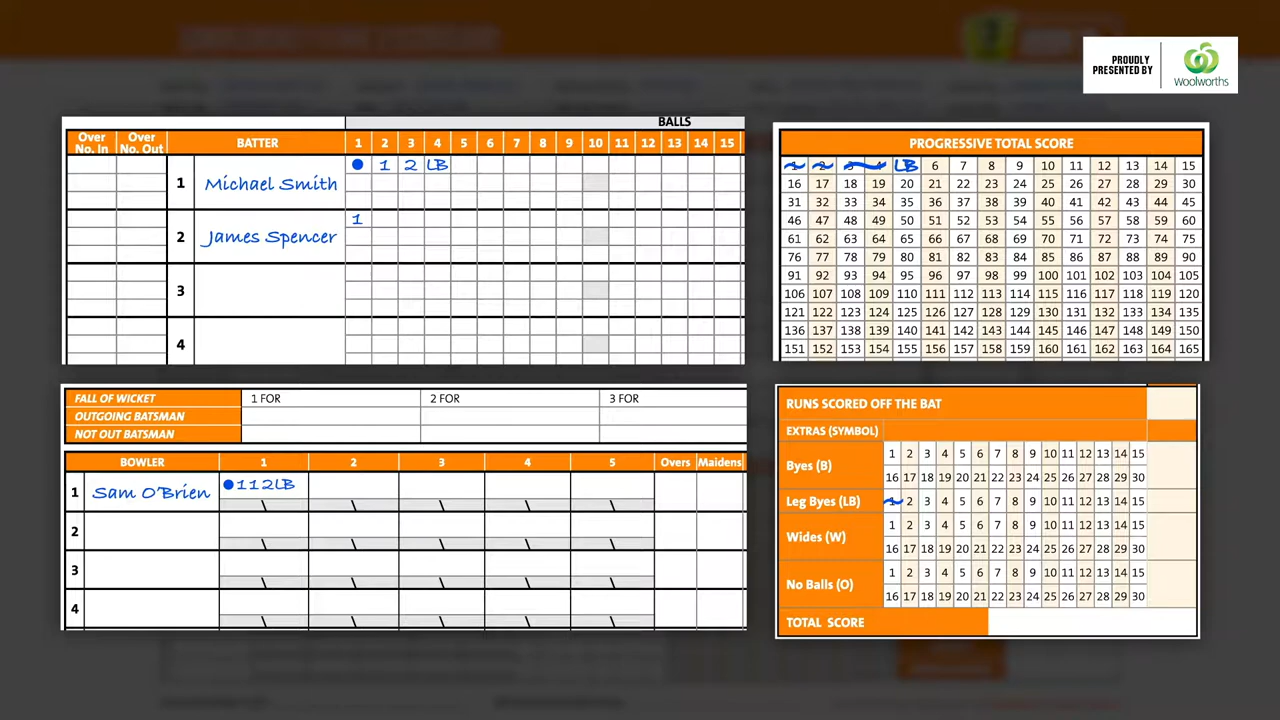 PROUDLY
PRESENTED BY
Woolworths
BALLS
Over No. In Over No. Out BATTER 1 2 3 4 5 6 7 8 9 10 11 12 13 14 15
● 1 2 LB
1 Michael Smith
1
2 James Spencer
3
4
PROGRESSIVE TOTAL SCORE
1 2 3 4 LB 6 7 8 9 10 11 12 13 14 15
16 17 18 19 20 21 22 23 24 25 26 27 28 29 30
31 32 33 34 35 36 37 38 39 40 41 42 43 44 45
46 47 48 49 50 51 52 53 54 55 56 57 58 59 60
61 62 63 64 65 66 67 68 69 70 71 72 73 74 75
76 77 78 79 80 81 82 83 84 85 86 87 88 89 90
91 92 93 94 95 96 97 98 99 100 101 102 103 104 105
106 107 108 109 110 111 112 113 114 115 116 117 118 119 120
121 122 123 124 125 126 127 128 129 130 131 132 133 134 135
136 137 138 139 140 141 142 143 144 145 146 147 148 149 150
151 152 153 154 155 156 157 158 159 160 161 162 163 164 165
FALL OF WICKET 1 FOR 2 FOR 3 FOR
OUTGOING BATSMAN
NOT OUT BATSMAN
BOWLER 1 2 3 4 5 Overs Maidens
1 Sam O'Brien ●112LB
\ \ \ \ \
2
\ \ \ \ \
3
\ \ \ \ \
4
\ \ \ \ \
RUNS SCORED OFF THE BAT
EXTRAS (SYMBOL)
Byes (B) 1 2 3 4 5 6 7 8 9 10 11 12 13 14 15
16 17 18 19 20 21 22 23 24 25 26 27 28 29 30
Leg Byes (LB) 1 2 3 4 5 6 7 8 9 10 11 12 13 14 15
Wides (W) 1 2 3 4 5 6 7 8 9 10 11 12 13 14 15
16 17 18 19 20 21 22 23 24 25 26 27 28 29 30
No Balls (O) 1 2 3 4 5 6 7 8 9 10 11 12 13 14 15
16 17 18 19 20 21 22 23 24 25 26 27 28 29 30
TOTAL SCORE